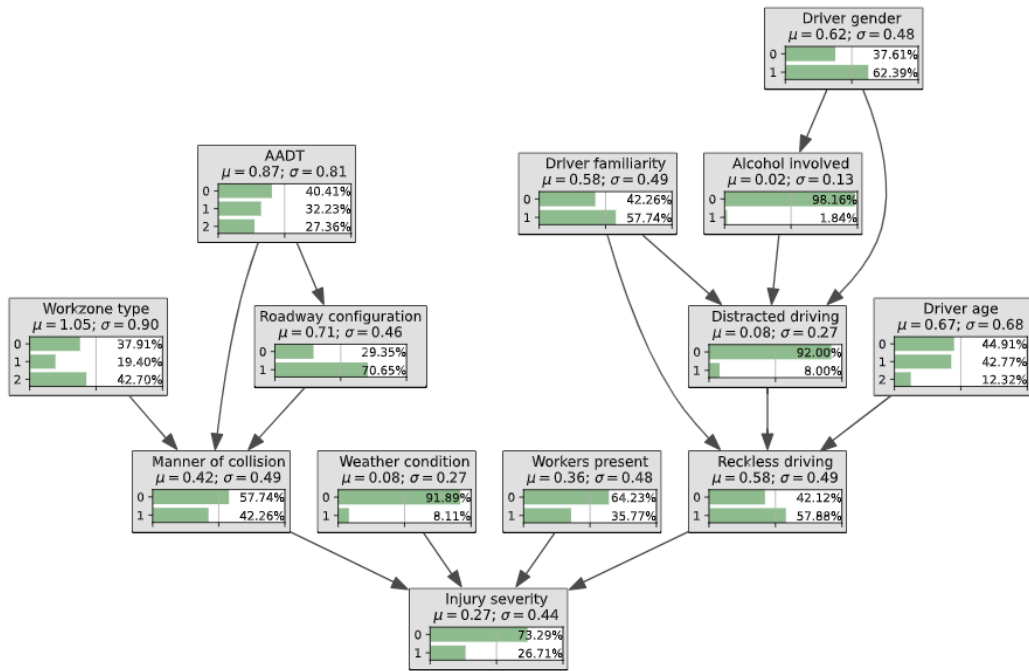 Driver gender
μ = 0.62; σ = 0.48
0 37.61%
1 62.39%
AADT
μ = 0.87; σ = 0.81
0 40.41%
1 32.23%
2 27.36%
Driver familiarity
μ = 0.58; σ = 0.49
0 42.26%
1 57.74%
Alcohol involved
μ = 0.02; σ = 0.13
0 98.16%
1 1.84%
Workzone type
μ = 1.05; σ = 0.90
0 37.91%
1 19.40%
2 42.70%
Roadway configuration
μ = 0.71; σ = 0.46
0 29.35%
1 70.65%
Distracted driving
μ = 0.08; σ = 0.27
0 92.00%
1 8.00%
Driver age
μ = 0.67; σ = 0.68
0 44.91%
1 42.77%
2 12.32%
Manner of collision
μ = 0.42; σ = 0.49
0 57.74%
1 42.26%
Weather condition
μ = 0.08; σ = 0.27
0 91.89%
1 8.11%
Workers present
μ = 0.36; σ = 0.48
0 64.23%
1 35.77%
Reckless driving
μ = 0.58; σ = 0.49
0 42.12%
1 57.88%
Injury severity
μ = 0.27; σ = 0.44
0 73.29%
1 26.71%